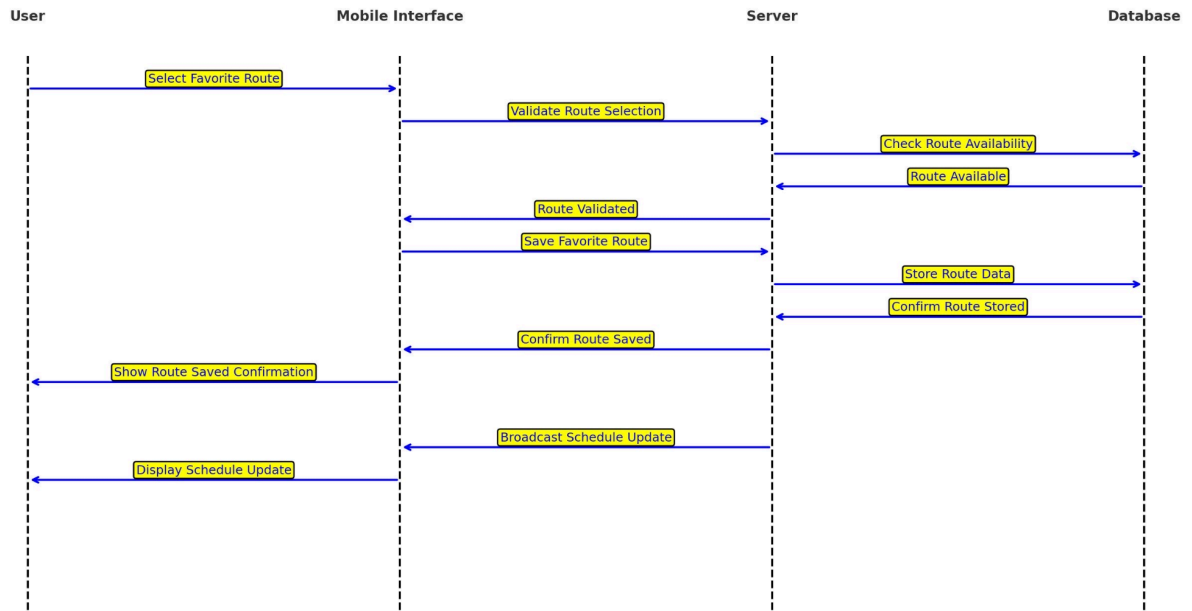 User
Mobile Interface
Server
Database
Select Favorite Route
Validate Route Selection
Check Route Availability
Route Available
Route Validated
Save Favorite Route
Store Route Data
Confirm Route Stored
Confirm Route Saved
Show Route Saved Confirmation
Broadcast Schedule Update
Display Schedule Update